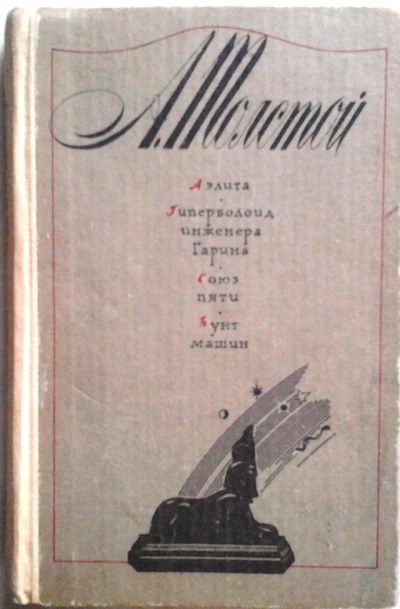 А. Толстой
Аэлита
Гиперболоид
инженера
Гарина
Союз
пяти
Бунт
машин